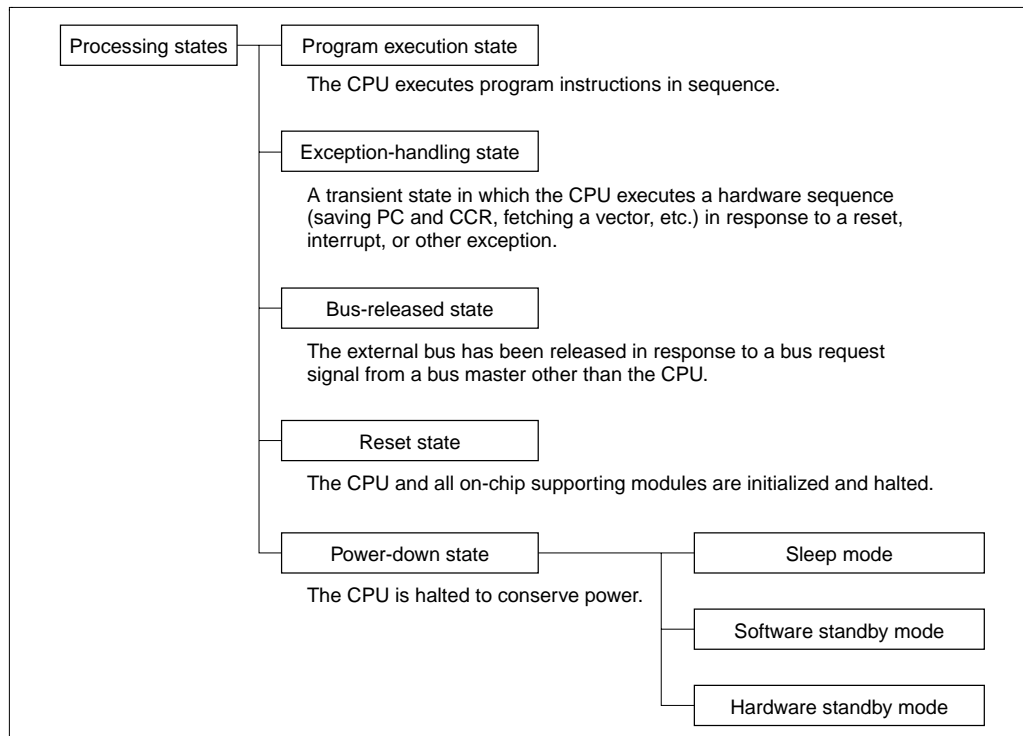 Processing states
Program execution state
The CPU executes program instructions in sequence.
Exception-handling state
A transient state in which the CPU executes a hardware sequence
(saving PC and CCR, fetching a vector, etc.) in response to a reset,
interrupt, or other exception.
Bus-released state
The external bus has been released in response to a bus request
signal from a bus master other than the CPU.
Reset state
The CPU and all on-chip supporting modules are initialized and halted.
Power-down state
Sleep mode
The CPU is halted to conserve power.
Software standby mode
Hardware standby mode